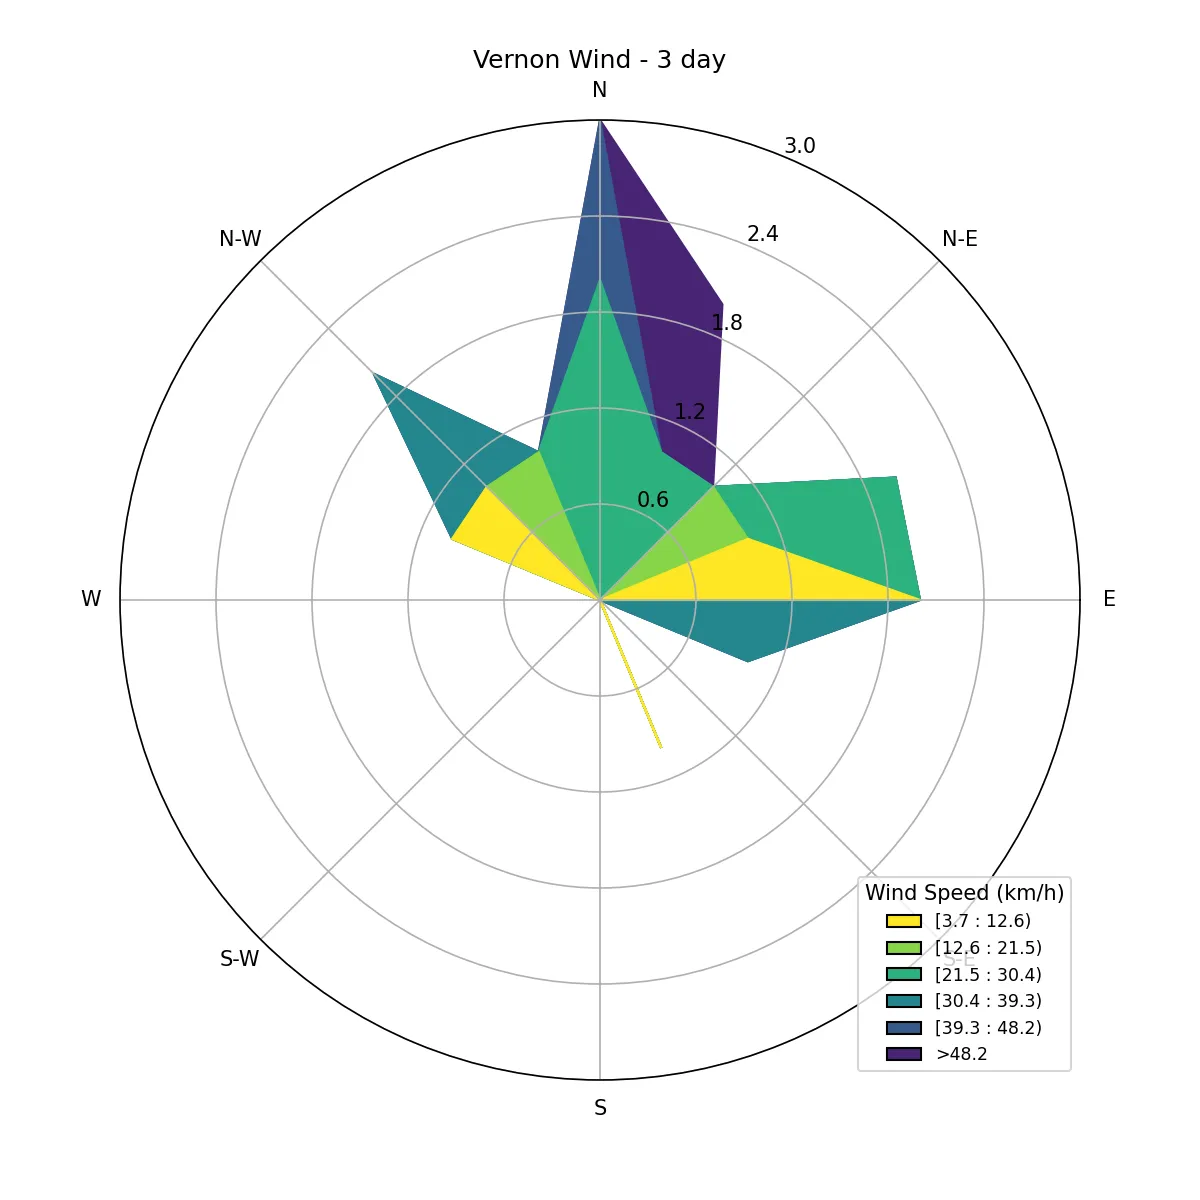 Vernon Wind - 3 day
N
3.0
N-W
N-E
2.4
1.8
1.2
0.6
W
E
Wind Speed (km/h)
[3.7 : 12.6)
[12.6 : 21.5)
S-W
S-E
[21.5 : 30.4)
[30.4 : 39.3)
[39.3 : 48.2)
>48.2
S